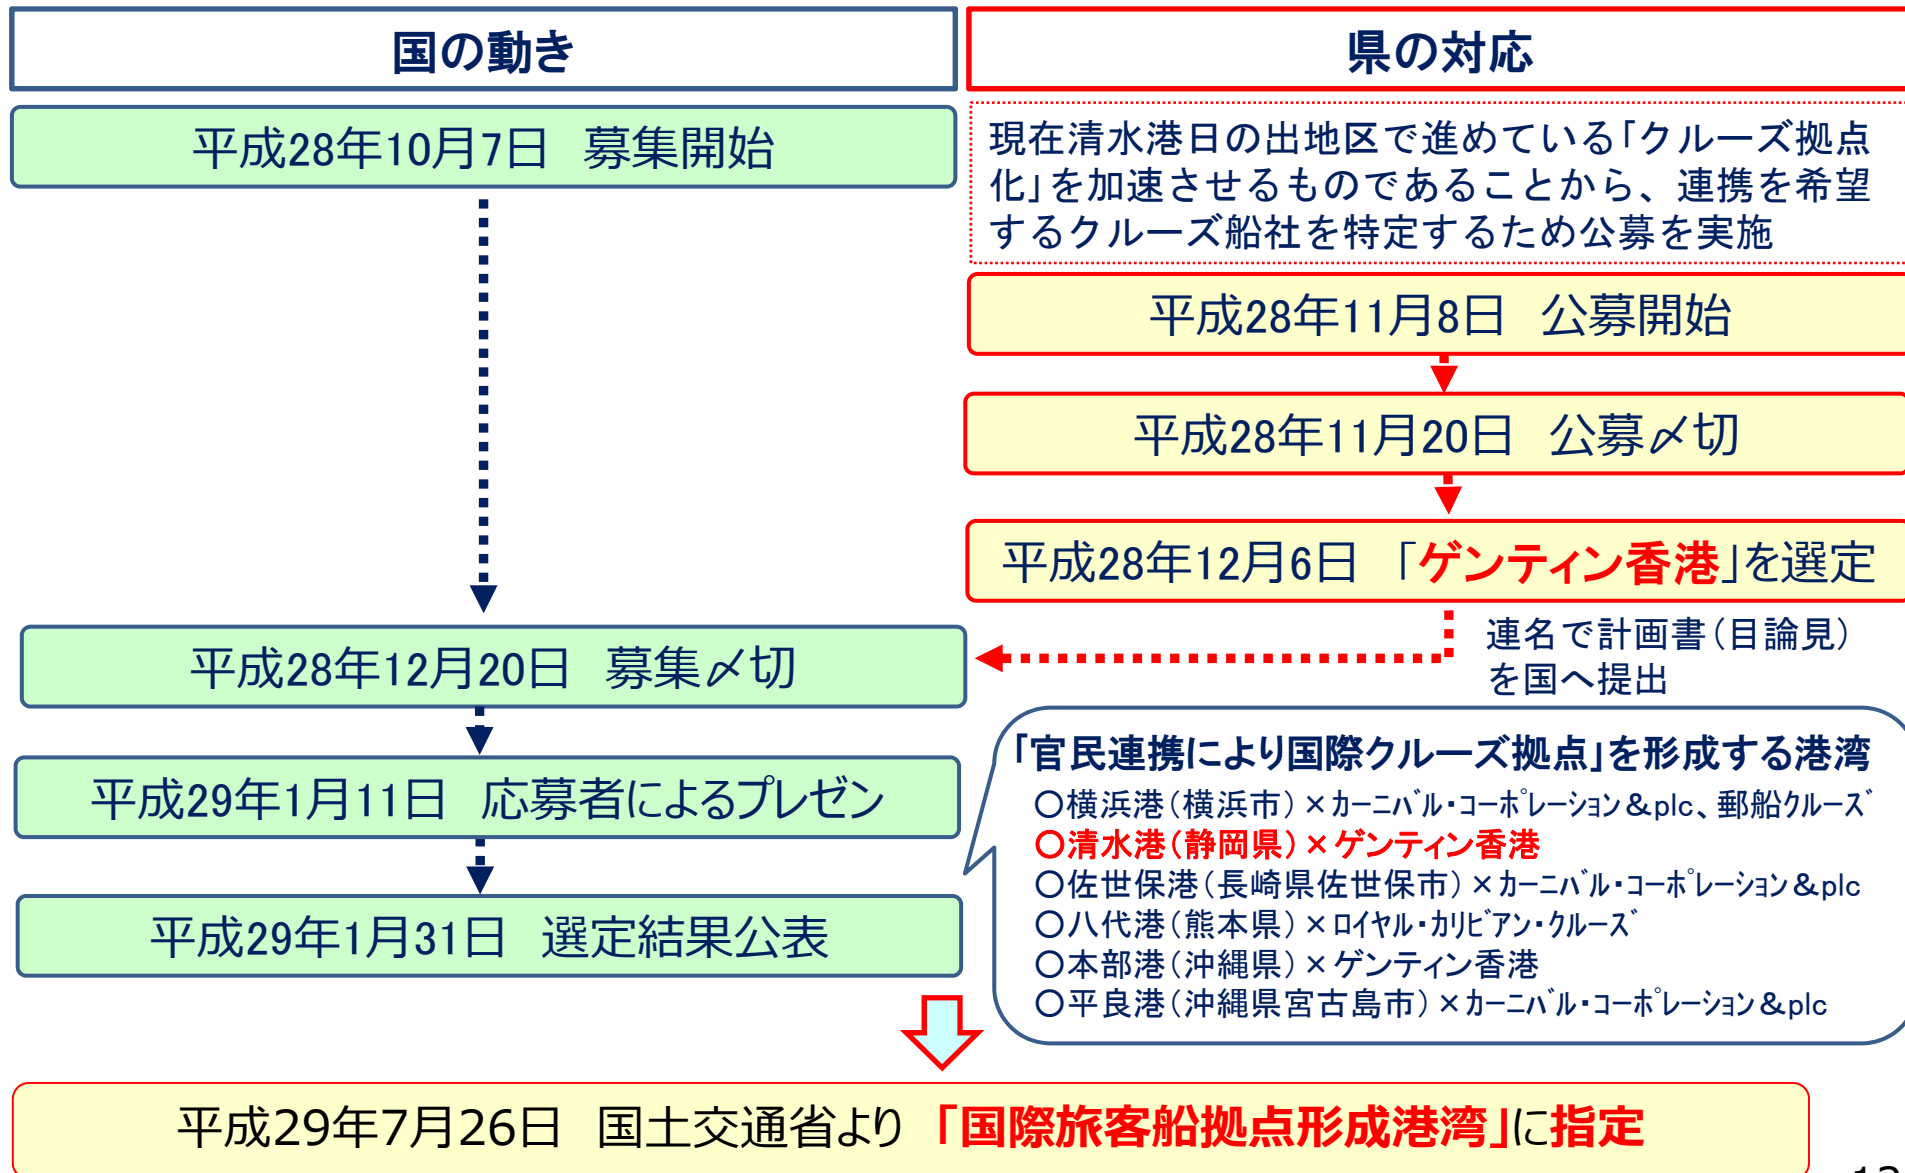 国の動き
県の対応
平成28年10月7日 募集開始
現在清水港日の出地区で進めている「クルーズ拠点
化」を加速させるものであることから、連携を希望
するクルーズ船社を特定するため公募を実施
平成28年11月8日 公募開始
平成28年11月20日 公募〆切
平成28年12月6日 「ゲンティン香港」を選定
連名で計画書(目論見)
を国へ提出
平成28年12月20日 募集〆切
平成29年1月11日 応募者によるプレゼン
平成29年1月31日 選定結果公表
「官民連携により国際クルーズ拠点」を形成する港湾
〇横浜港(横浜市)×ｶｰﾆﾊﾞﾙ・ｺｰﾎﾟﾚｰｼｮﾝ＆plc、郵船ｸﾙｰｽﾞ
〇清水港(静岡県)×ゲンティン香港
〇佐世保港(長崎県佐世保市)×ｶｰﾆﾊﾞﾙ・ｺｰﾎﾟﾚｰｼｮﾝ＆plc
〇八代港(熊本県)×ﾛｲﾔﾙ・ｶﾘﾋﾞｱﾝ・ｸﾙｰｽﾞ
〇本部港(沖縄県)×ゲンティン香港
〇平良港(沖縄県宮古島市)×ｶｰﾆﾊﾞﾙ・ｺｰﾎﾟﾚｰｼｮﾝ＆plc
平成29年7月26日 国土交通省より「国際旅客船拠点形成港湾」に指定